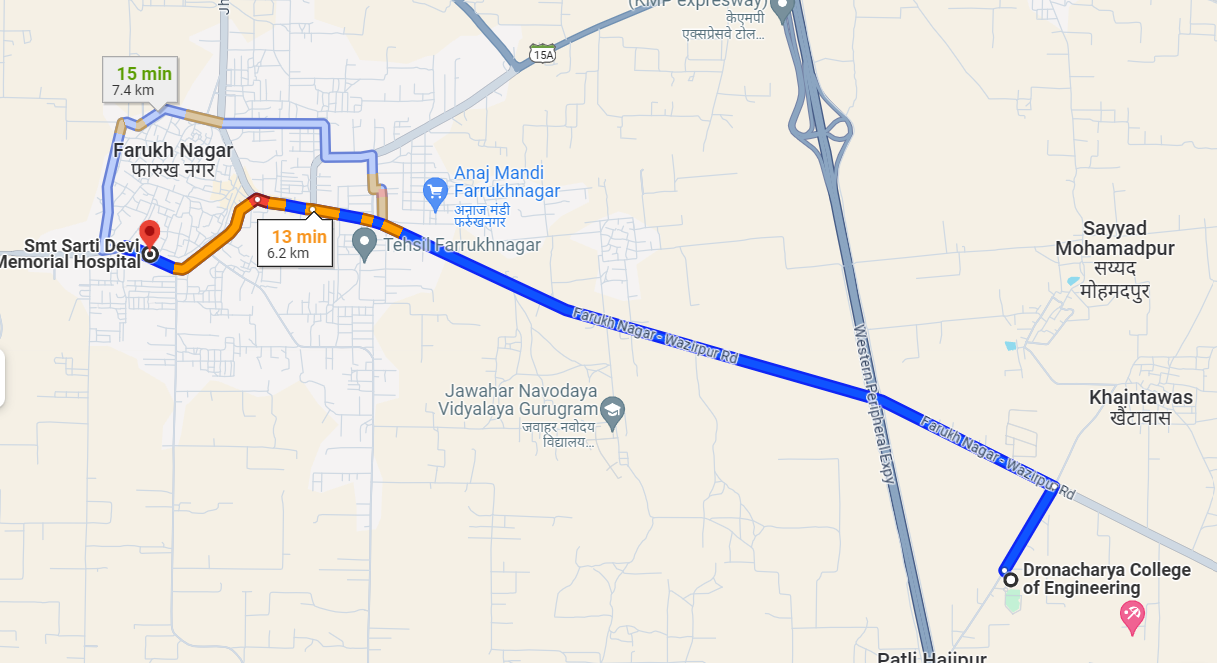 (KMP expresway)
केएमपी
एक्सप्रेसवे टोल...
15A
15 min
7.4 km
Farukh Nagar
फारुख नगर
Anaj Mandi
Farrukhnagar
अनाज मंडी
फर्रुखनगर
13 min
6.2 km
Tehsil Farrukhnagar
Smt Sarti Devi
Memorial Hospital
Sayyad
Mohamadpur
सय्यद
मोहमदपुर
Farukh Nagar - Wazirpur Rd
Western Peripheral Expy
Jawahar Navodaya
Vidyalaya Gurugram
जवाहर नवोदय
विद्यालय...
Khaintawas
खैंटावास
Farukh Nagar - Wazirpur Rd
Dronacharya College
of Engineering
Patli Hajipur